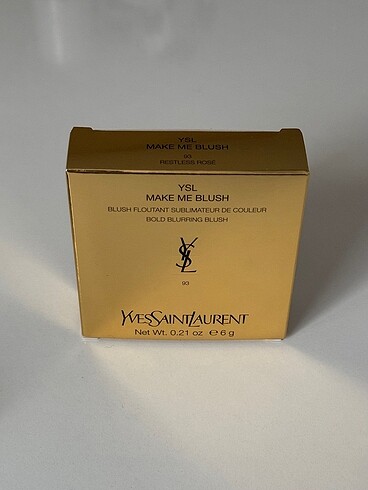 YSL
MAKE ME BLUSH
93
RESTLESS ROSE
YSL
MAKE ME BLUSH
BLUSH FLOUTANT SUBLIMATEUR DE COULEUR
BOLD BLURRING BLUSH
YSL
93
YVESSAINTLAURENT
Net Wt. 0.21 oz ℮ 6 g